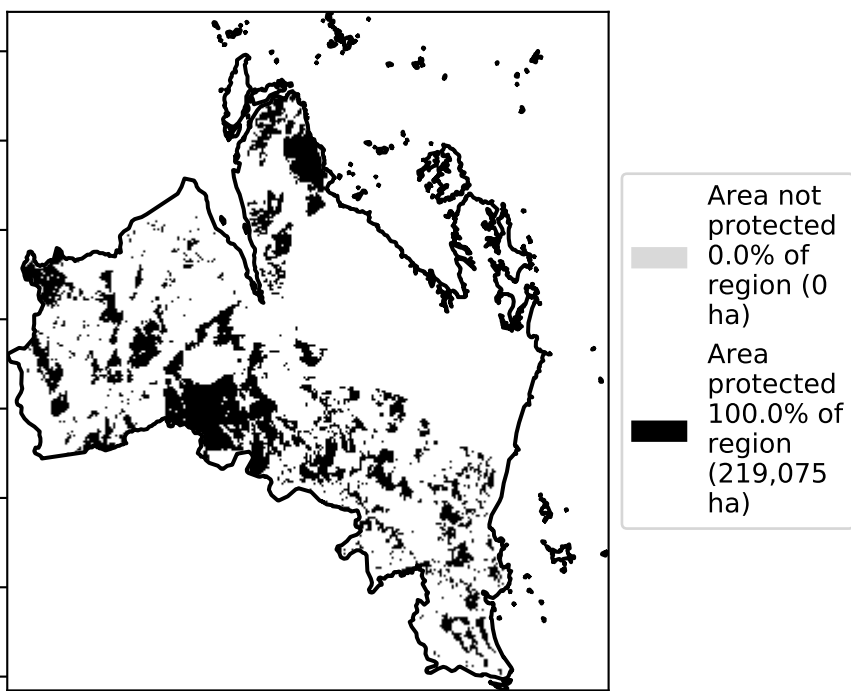 Area not
protected
0.0% of
region (0
ha)
Area
protected
100.0% of
region
(219,075
ha)